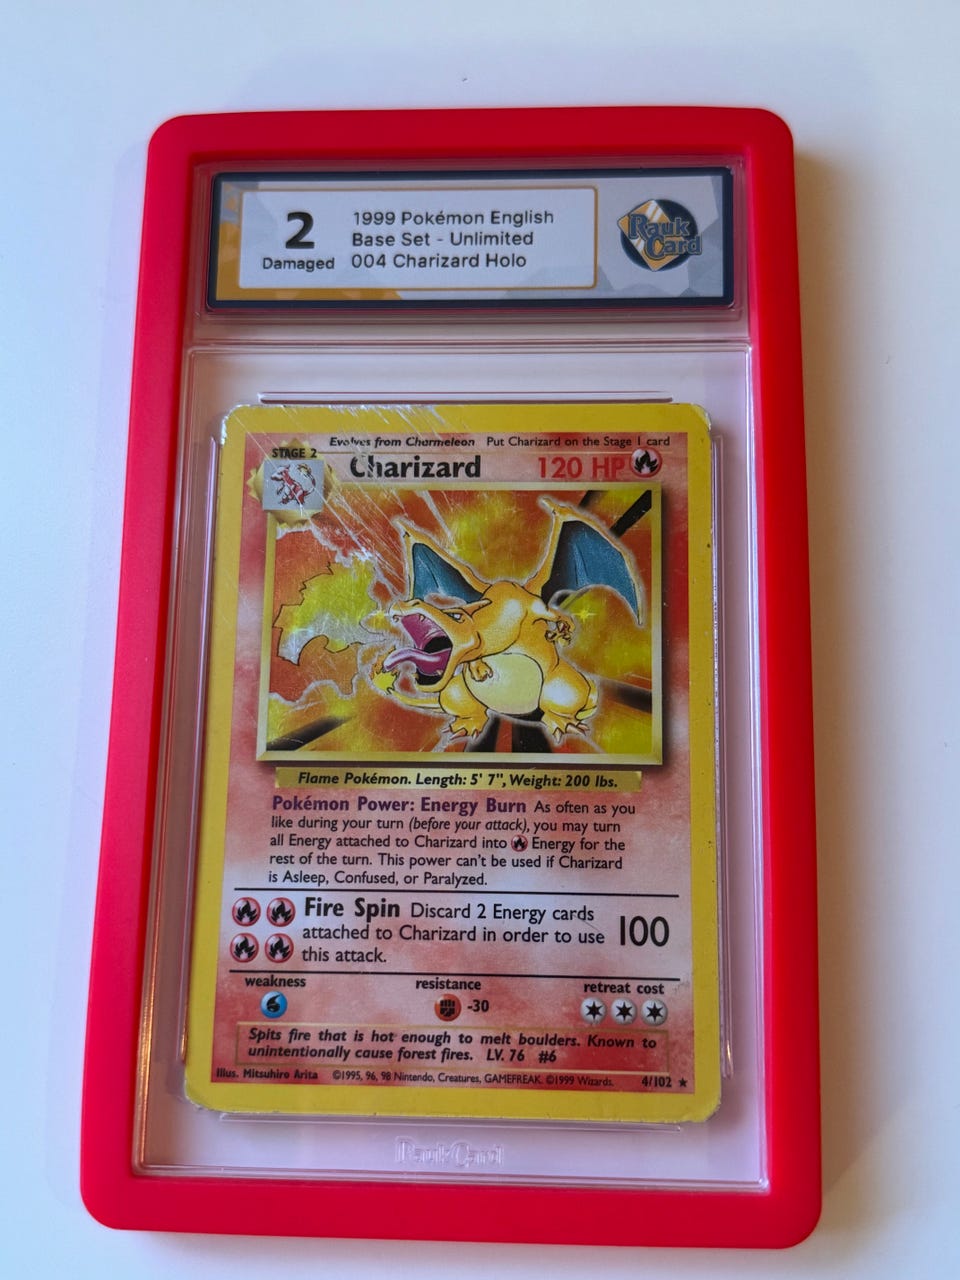 2
Damaged
1999 Pokémon English
Base Set - Unlimited
004 Charizard Holo
Rauk
Card
Evolves from Charmeleon Put Charizard on the Stage 1 card
STAGE 2
Charizard 120 HP
Flame Pokémon. Length: 5' 7", Weight: 200 lbs.
Pokémon Power: Energy Burn As often as you
like during your turn (before your attack), you may turn
all Energy attached to Charizard into Energy for the
rest of the turn. This power can't be used if Charizard
is Asleep, Confused, or Paralyzed.
Fire Spin Discard 2 Energy cards
attached to Charizard in order to use 100
this attack.
weakness resistance retreat cost
-30
Spits fire that is hot enough to melt boulders. Known to
unintentionally cause forest fires. LV. 76 #6
Illus. Mitsuhiro Arita ©1995, 96, 98 Nintendo, Creatures, GAMEFREAK. ©1999 Wizards. 4/102
RaukCard